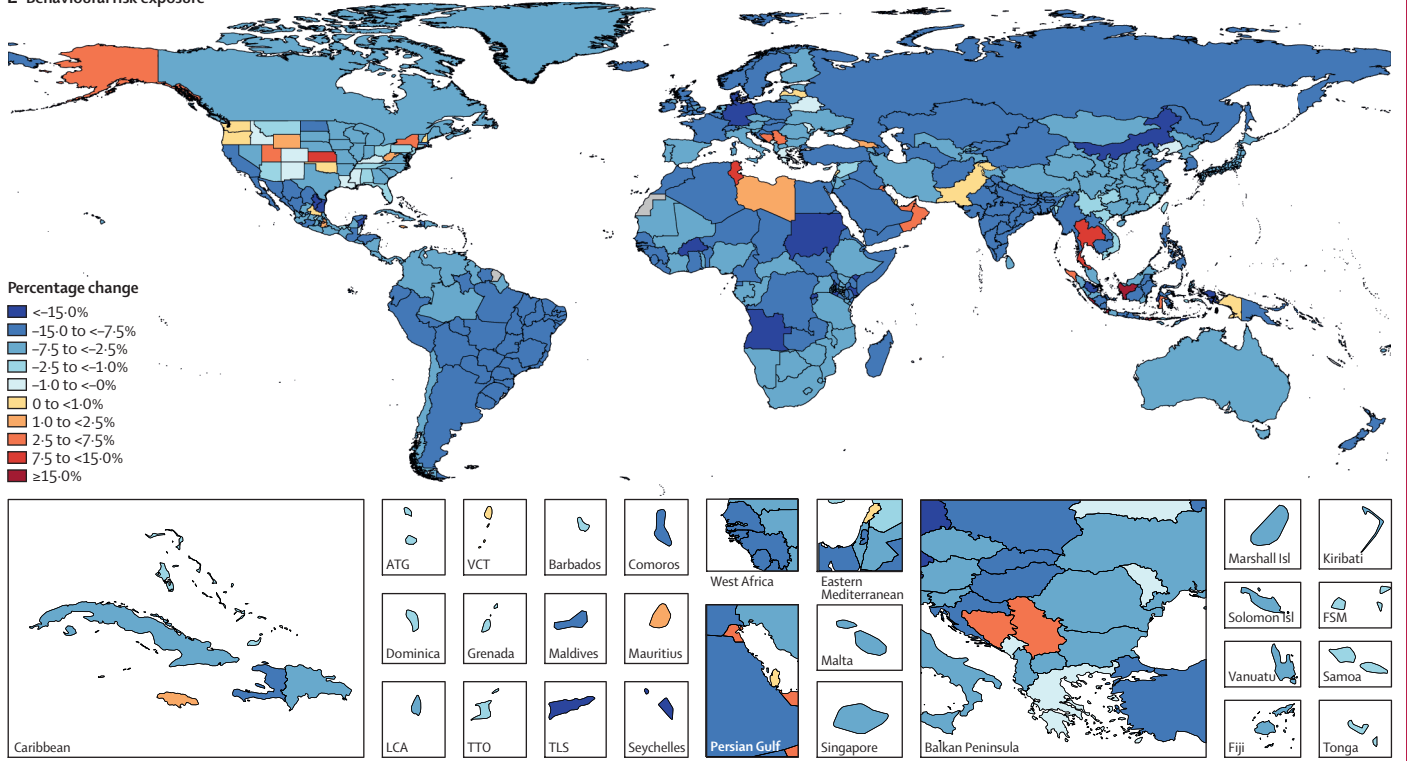 E Behavioural risk exposure
Percentage change
<–15·0%
–15·0 to <–7·5%
–7·5 to <–2·5%
–2·5 to <–1·0%
–1·0 to <–0%
0 to <1·0%
1·0 to <2·5%
2·5 to <7·5%
7·5 to <15·0%
≥15·0%
Caribbean
ATG
VCT
Barbados
Comoros
West Africa
Eastern
Mediterranean
Marshall Isl
Kiribati
Dominica
Grenada
Maldives
Mauritius
Malta
Solomon Isl
FSM
Vanuatu
Samoa
LCA
TTO
TLS
Seychelles
Persian Gulf
Singapore
Balkan Peninsula
Fiji
Tonga